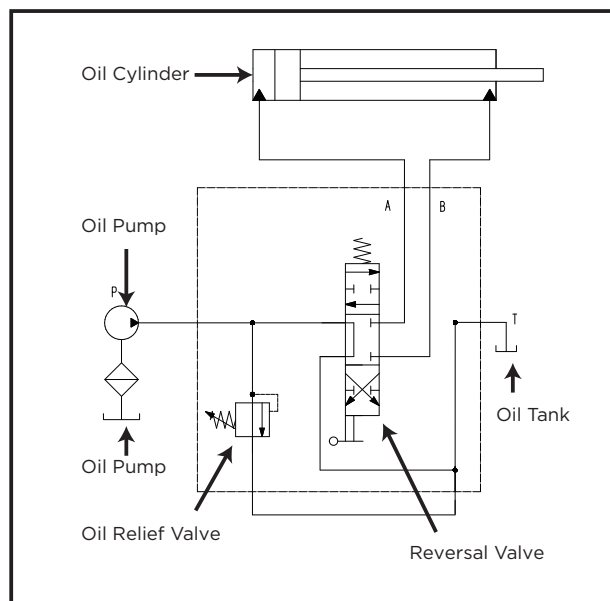 Oil Cylinder
A
B
Oil Pump
P
T
Oil Tank
Oil Pump
Oil Relief Valve
Reversal Valve